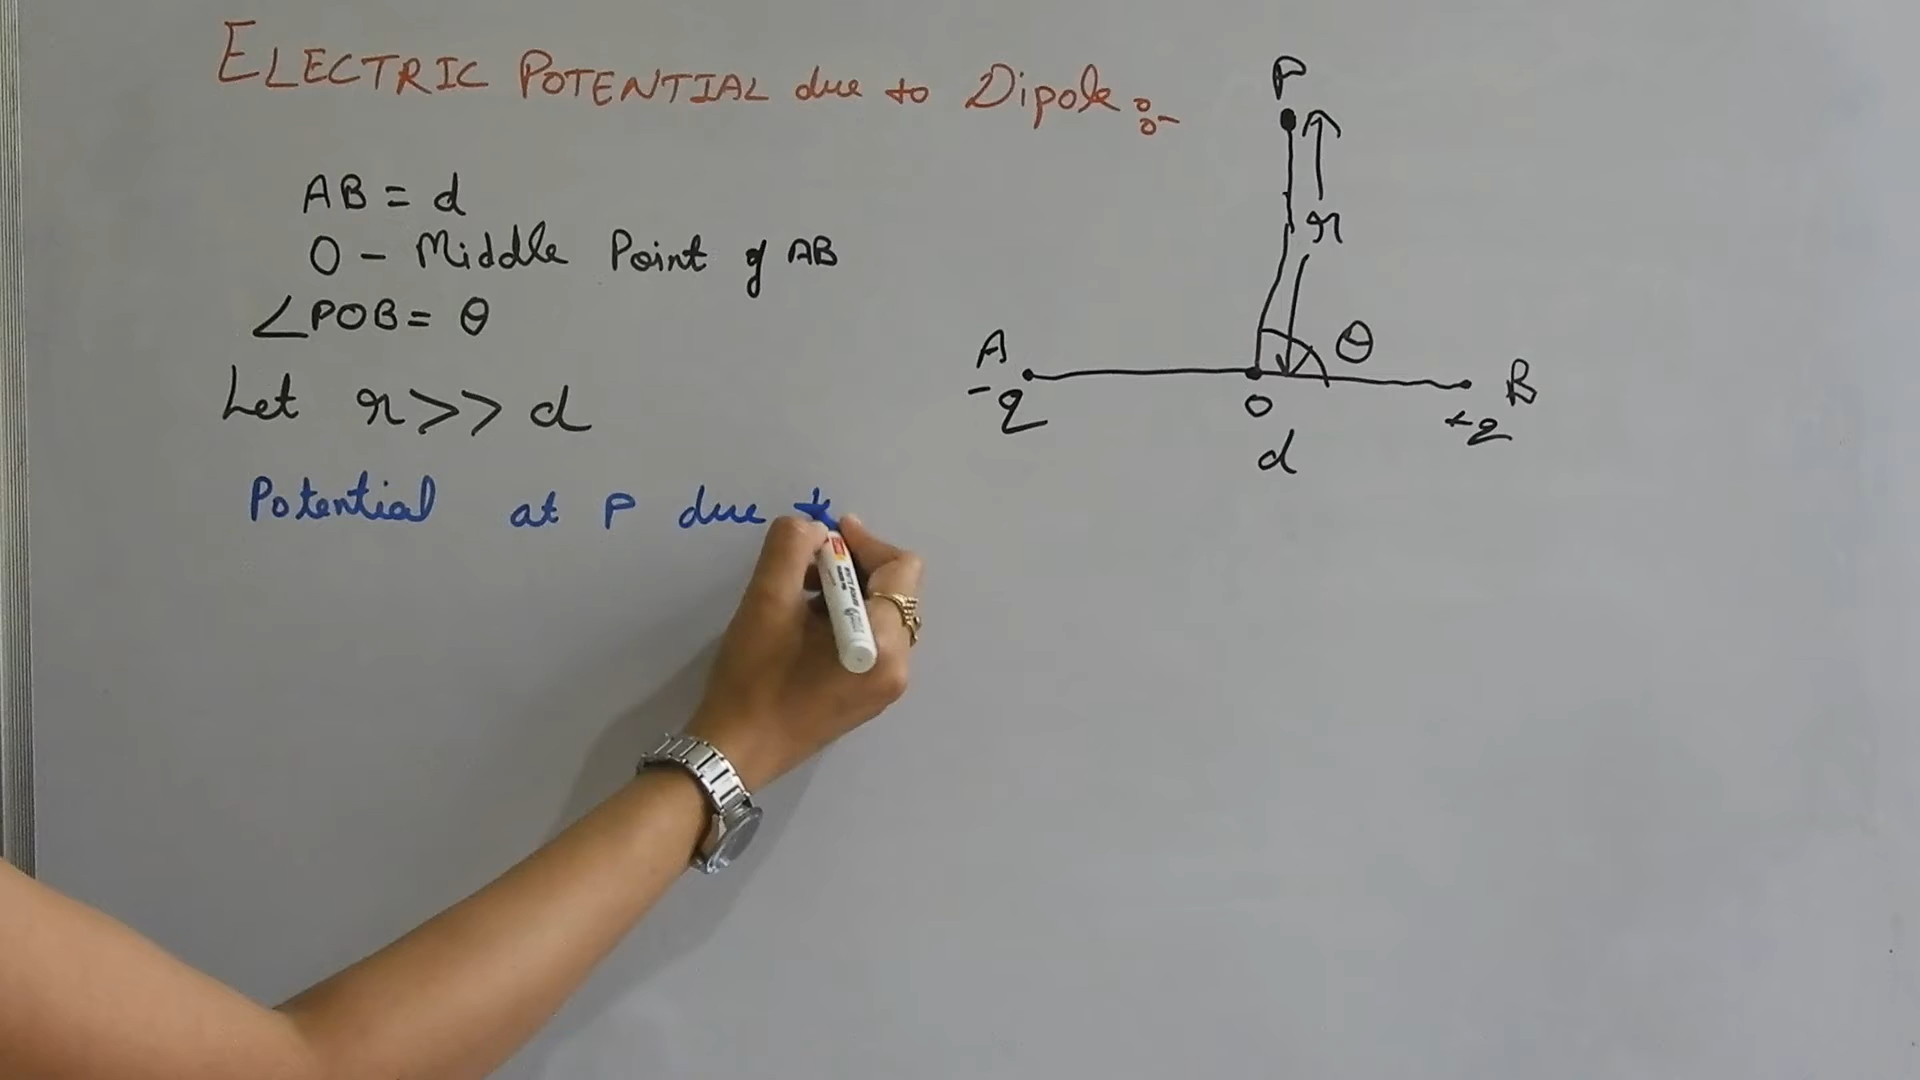 ELECTRIC POTENTIAL due to Dipole :-
AB = d
O - Middle Point of AB
∠POB = θ
Let r >> d
Potential at P due
P
r
θ
A
B
-q
O
+q
d